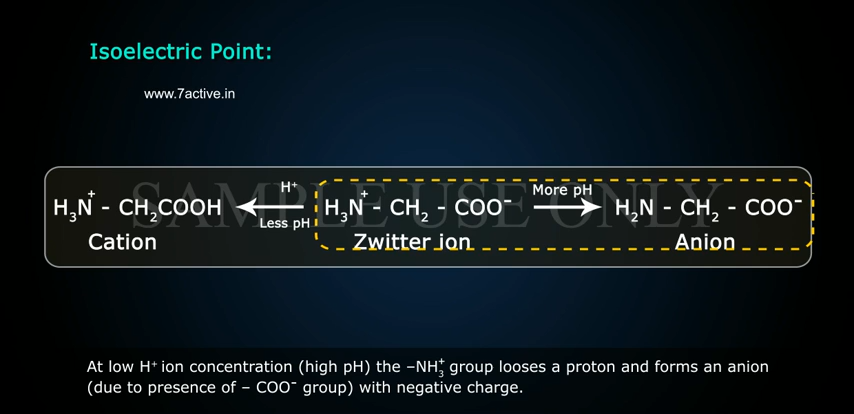 Isoelectric Point:
www.7active.in
SAMPLE USE ONLY
H⁺ More pH
H₃N⁺ - CH₂COOH H₃N⁺ - CH₂ - COO⁻ H₂N - CH₂ - COO⁻
Less pH
Cation Zwitter ion Anion
At low H⁺ ion concentration (high pH) the –NH₃⁺ group looses a proton and forms an anion
(due to presence of – COO⁻ group) with negative charge.